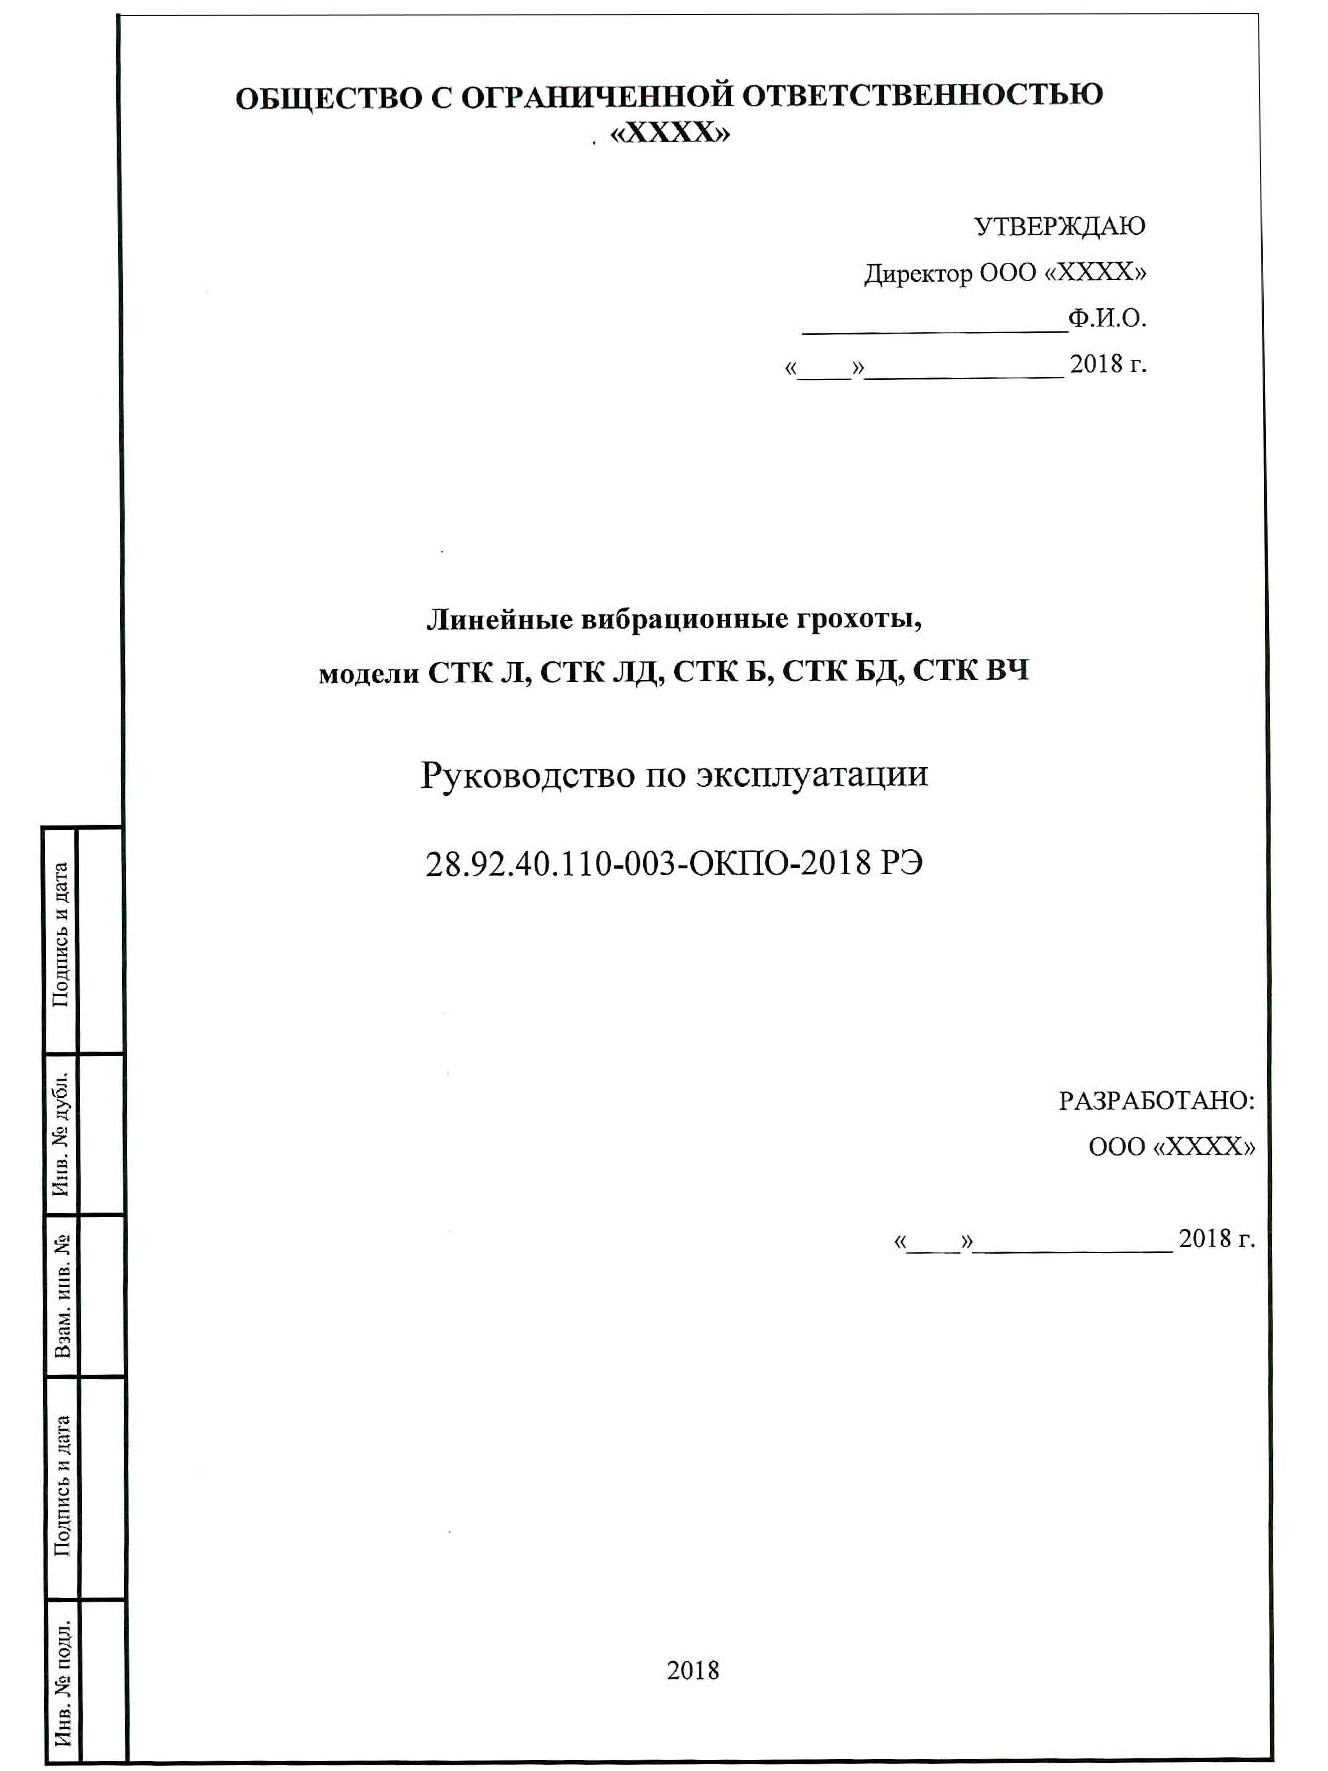 ОБЩЕСТВО С ОГРАНИЧЕННОЙ ОТВЕТСТВЕННОСТЬЮ
«ХХХХ»
УТВЕРЖДАЮ
Директор ООО «ХХХХ»
____________________Ф.И.О.
«____»_______________ 2018 г.
Линейные вибрационные грохоты,
модели СТК Л, СТК ЛД, СТК Б, СТК БД, СТК ВЧ
Руководство по эксплуатации
28.92.40.110-003-ОКПО-2018 РЭ
РАЗРАБОТАНО:
ООО «ХХХХ»
«____»_______________ 2018 г.
2018
Подпись и дата
Инв. № дубл.
Взам. инв. №
Подпись и дата
Инв. № подл.